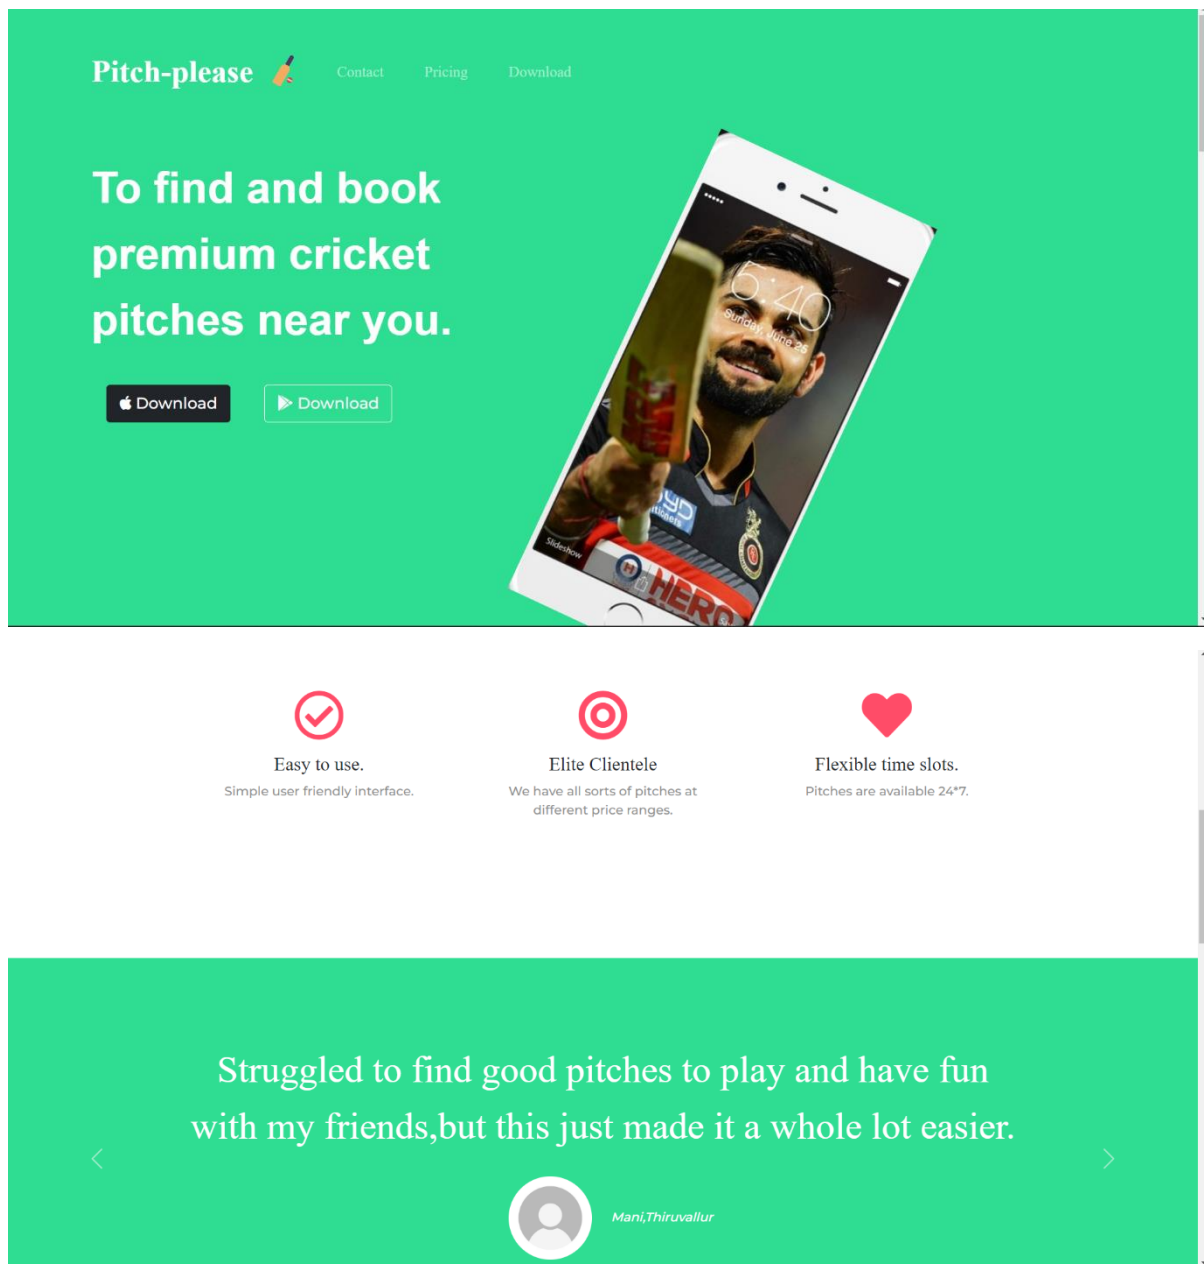 Pitch-please
Contact
Pricing
Download
To find and book
premium cricket
pitches near you.
Download
Download
5:40
Sunday, June 26
Slideshow
HERO
Easy to use.
Simple user friendly interface.
Elite Clientele
We have all sorts of pitches at
different price ranges.
Flexible time slots.
Pitches are available 24*7.
Struggled to find good pitches to play and have fun
with my friends,but this just made it a whole lot easier.
Mani,Thiruvallur